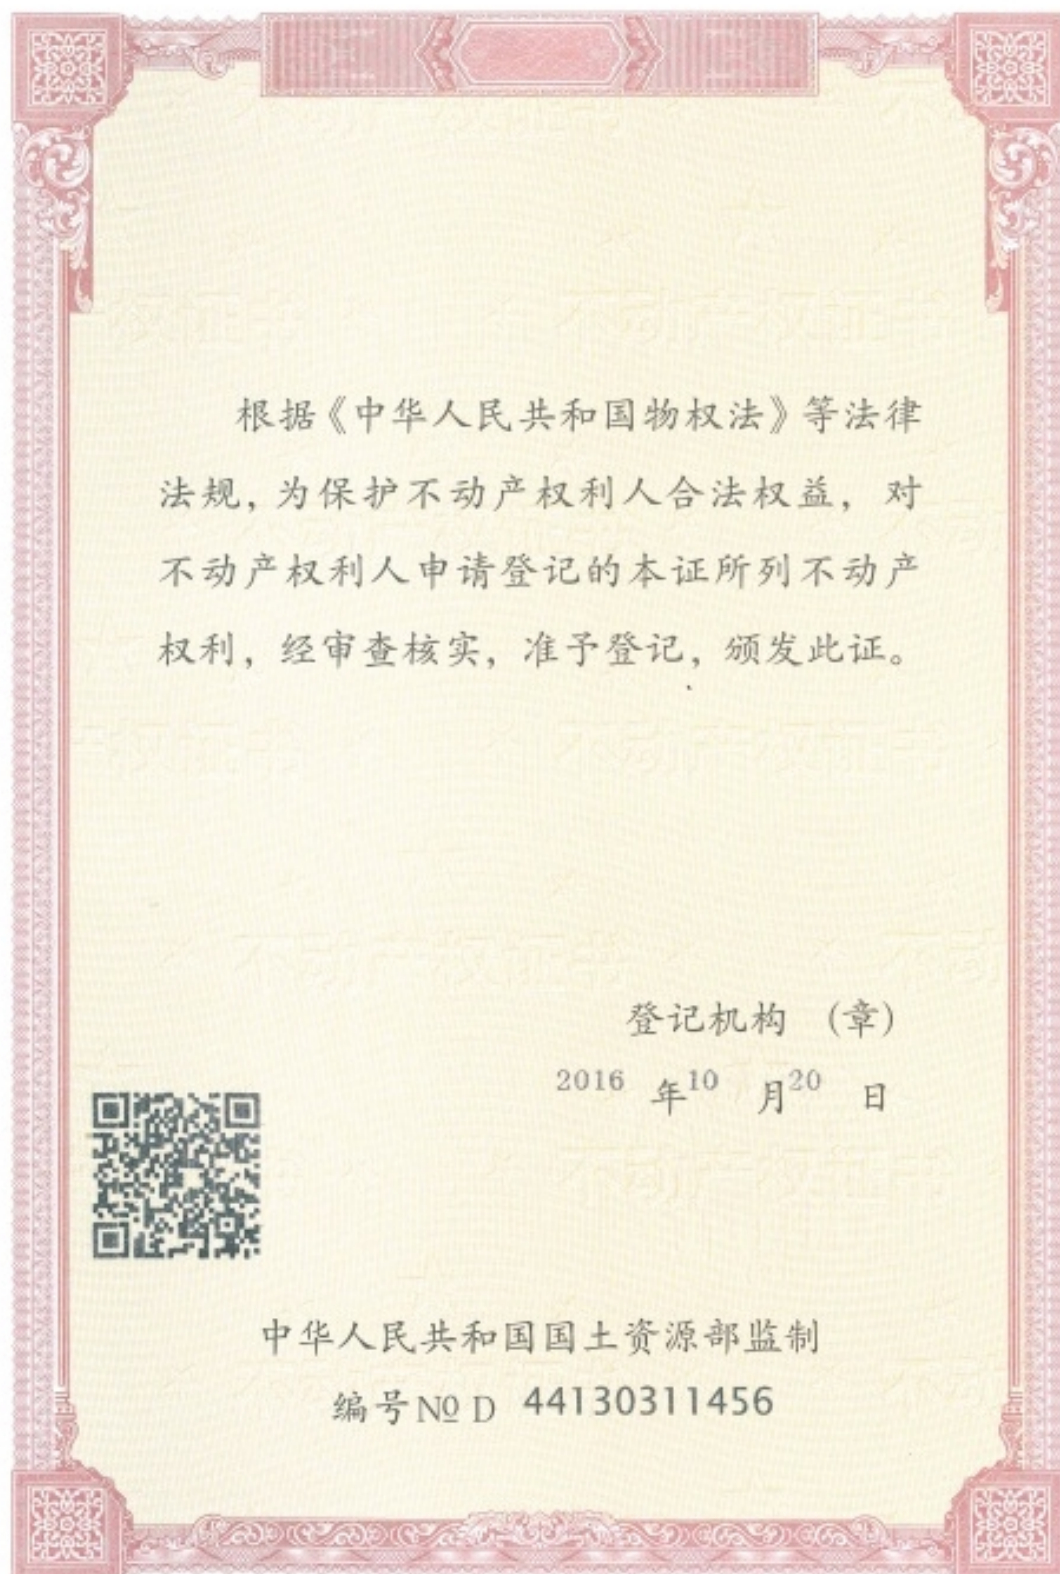 根据《中华人民共和国物权法》等法律
法规，为保护不动产权利人合法权益，对
不动产权利人申请登记的本证所列不动产
权利，经审查核实，准予登记，颁发此证。
登记机构 （章）
2016 年10 月20 日
中华人民共和国国土资源部监制
编号№ D 44130311456